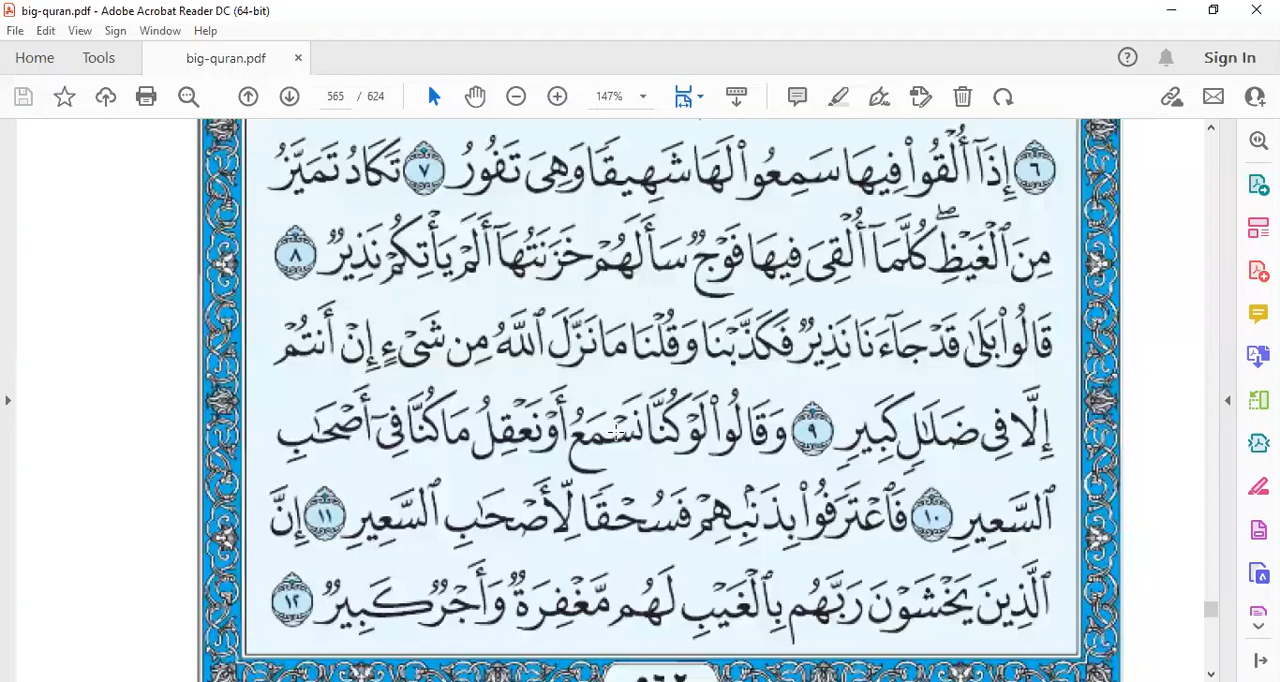 big-quran.pdf - Adobe Acrobat Reader DC (64-bit)
File Edit View Sign Window Help
Home Tools big-quran.pdf × Sign In
565 / 624 147%
٦ إِذَآ أُلْقُوا۟ فِيهَا سَمِعُوا۟ لَهَا شَهِيقًا وَهِىَ تَفُورُ ٧ تَكَادُ تَمَيَّزُ
مِنَ ٱلْغَيْظِ ۖ كُلَّمَآ أُلْقِىَ فِيهَا فَوْجٌ سَأَلَهُمْ خَزَنَتُهَآ أَلَمْ يَأْتِكُمْ نَذِيرٌ ٨
قَالُوا۟ بَلَىٰ قَدْ جَآءَنَا نَذِيرٌ فَكَذَّبْنَا وَقُلْنَا مَا نَزَّلَ ٱللَّهُ مِن شَىْءٍ إِنْ أَنتُمْ
إِلَّا فِى ضَلَٰلٍ كَبِيرٍ ٩ وَقَالُوا۟ لَوْ كُنَّا نَسْمَعُ أَوْ نَعْقِلُ مَا كُنَّا فِىٓ أَصْحَٰبِ
ٱلسَّعِيرِ ١٠ فَٱعْتَرَفُوا۟ بِذَنۢبِهِمْ فَسُحْقًا لِّأَصْحَٰبِ ٱلسَّعِيرِ ١١ إِنَّ
ٱلَّذِينَ يَخْشَوْنَ رَبَّهُم بِٱلْغَيْبِ لَهُم مَّغْفِرَةٌ وَأَجْرٌ كَبِيرٌ ١٢